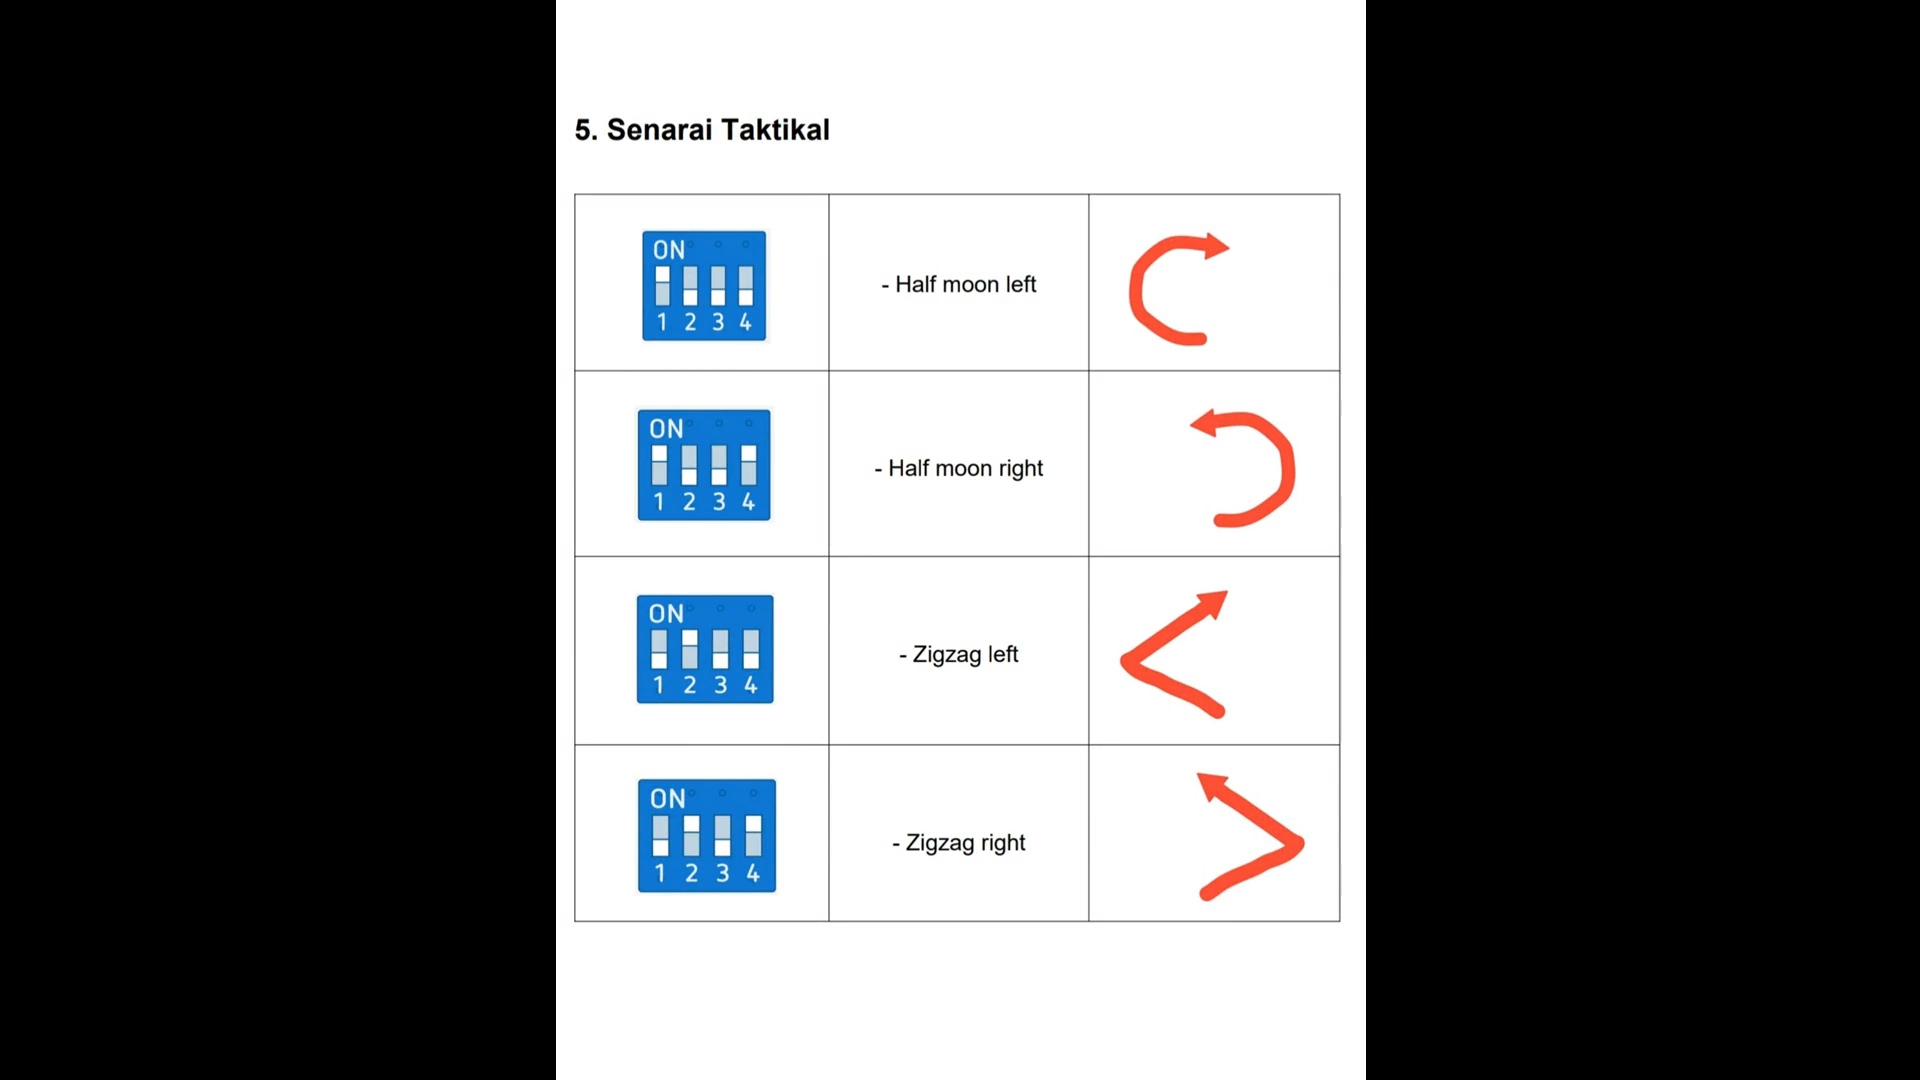 5. Senarai Taktikal
ON
1 2 3 4
- Half moon left
ON
1 2 3 4
- Half moon right
ON
1 2 3 4
- Zigzag left
ON
1 2 3 4
- Zigzag right